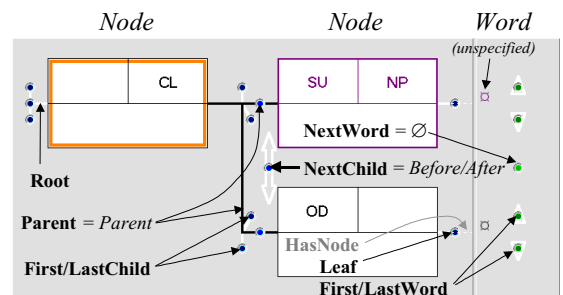 Node Node Word
(unspecified)
CL SU NP
¤
NextWord = ∅
NextChild = Before/After
Root
OD
Parent = Parent
¤
HasNode
First/LastChild
Leaf
First/LastWord